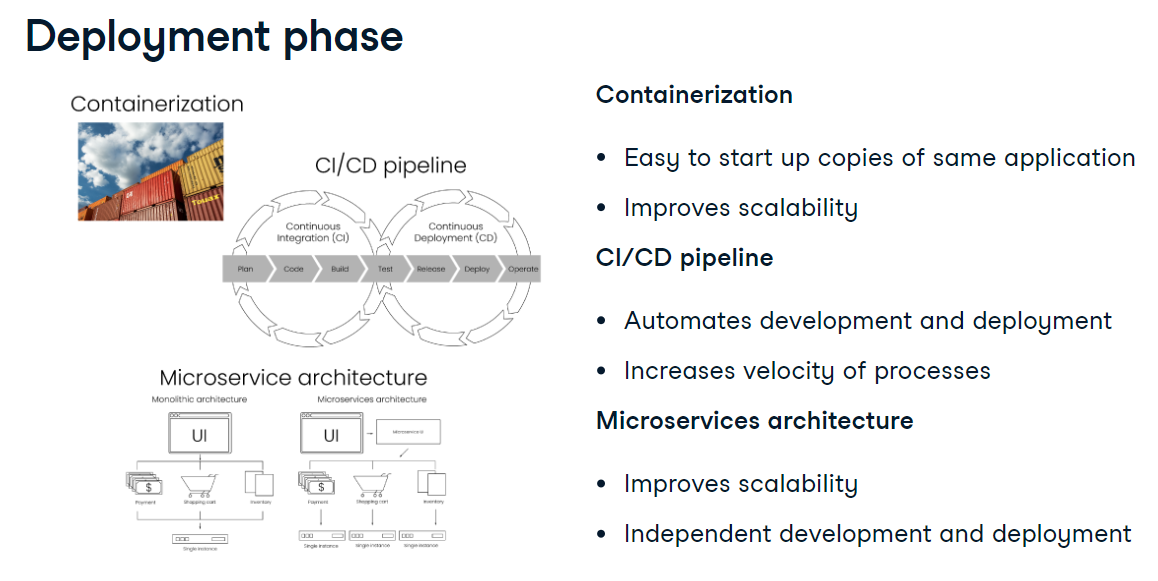 Deployment phase
Containerization
CI/CD pipeline
Continuous
Integration (CI)
Continuous
Deployment (CD)
Plan
Code
Build
Test
Release
Deploy
Operate
Microservice architecture
Monolithic architecture
UI
$
Payment
Shopping cart
Inventory
Single instance
Microservices architecture
UI
Microservice UI
$
Payment
Shopping cart
Inventory
Single instance
Single instance
Single instance
Containerization
• Easy to start up copies of same application
• Improves scalability
CI/CD pipeline
• Automates development and deployment
• Increases velocity of processes
Microservices architecture
• Improves scalability
• Independent development and deployment